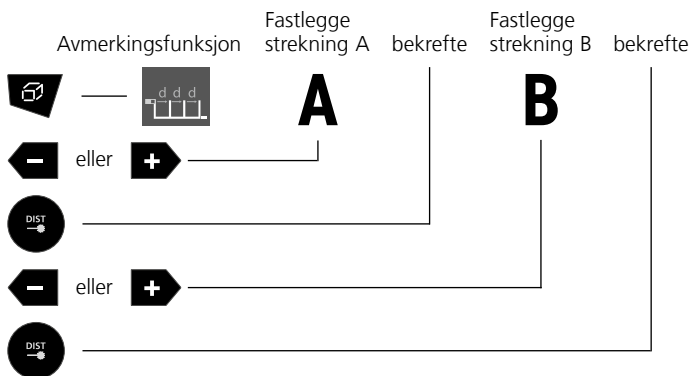 Avmerkingsfunksjon
Fastlegge
strekning A
bekrefte
Fastlegge
strekning B
bekrefte
d d d
A
B
− eller +
DIST
− eller +
DIST